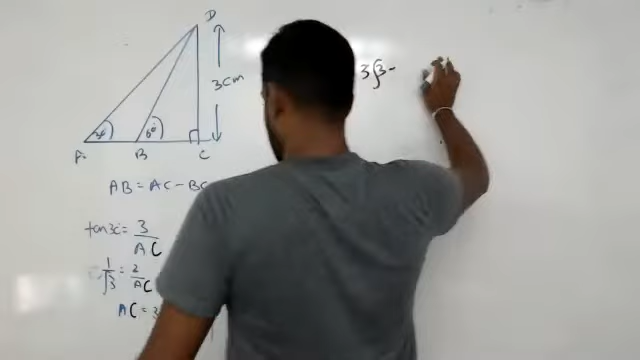 D
3cm
3√3 -
30°
60°
A
B
C
AB = AC - BC
tan30 = 3/AC
1/√3 = 3/AC
AC = 3